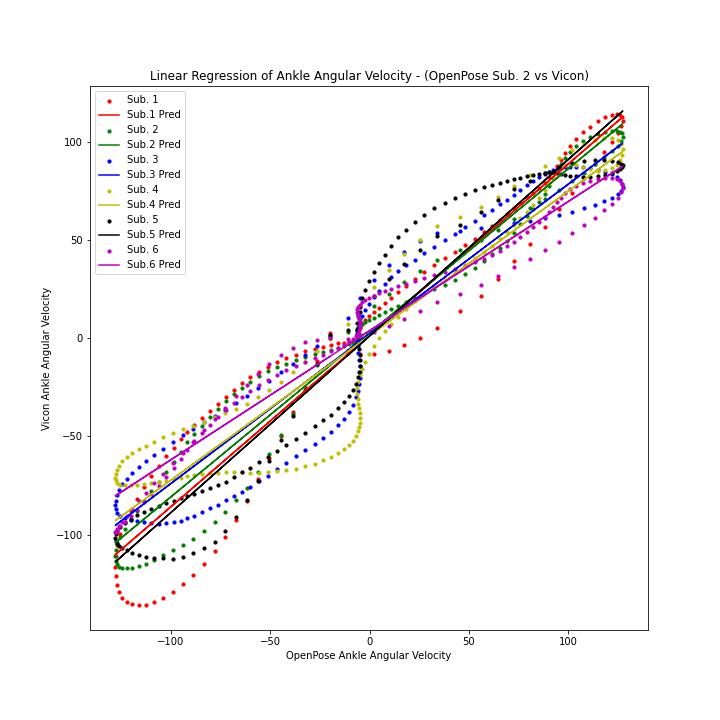 Linear Regression of Ankle Angular Velocity - (OpenPose Sub. 2 vs Vicon)
Sub. 1
Sub.1 Pred
Sub. 2
Sub.2 Pred
Sub. 3
Sub.3 Pred
Sub. 4
Sub.4 Pred
Sub. 5
Sub.5 Pred
Sub. 6
Sub.6 Pred
Vicon Ankle Angular Velocity
100
50
0
−50
−100
−100
−50
0
50
100
OpenPose Ankle Angular Velocity